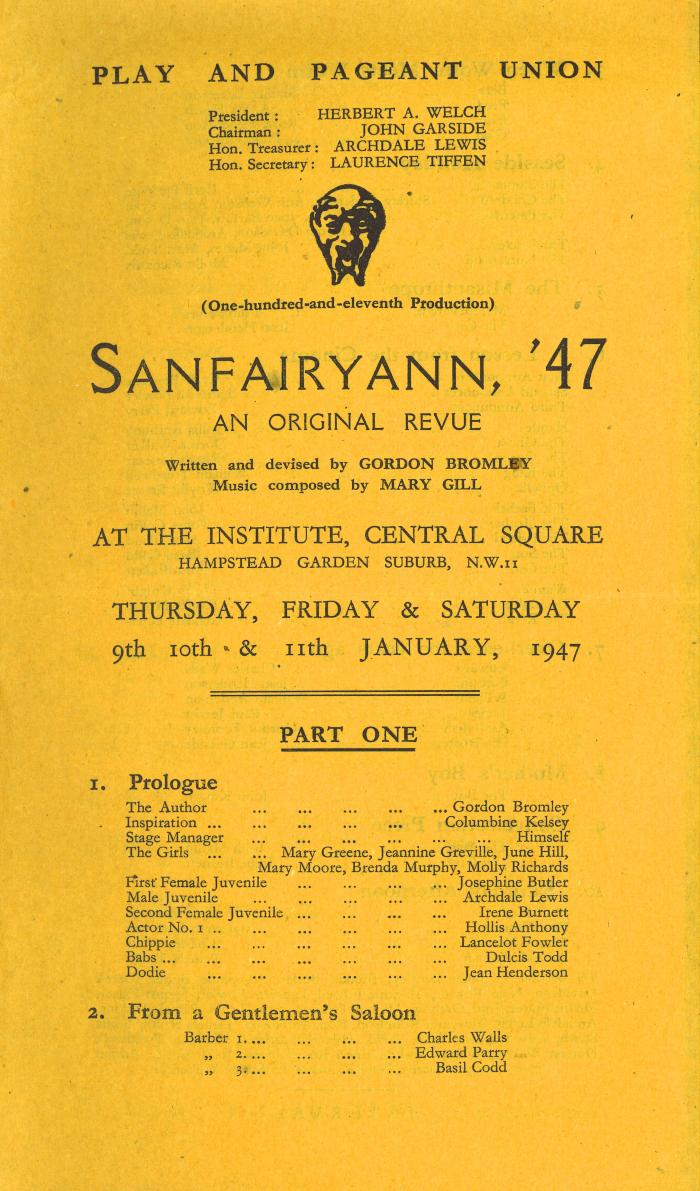 PLAY AND PAGEANT UNION
President : HERBERT A. WELCH
Chairman : JOHN GARSIDE
Hon. Treasurer : ARCHDALE LEWIS
Hon. Secretary : LAURENCE TIFFEN
(One-hundred-and-eleventh Production)
SANFAIRYANN, '47
AN ORIGINAL REVUE
Written and devised by GORDON BROMLEY
Music composed by MARY GILL
AT THE INSTITUTE, CENTRAL SQUARE
HAMPSTEAD GARDEN SUBURB, N.W.11
THURSDAY, FRIDAY & SATURDAY
9th 10th & 11th JANUARY, 1947
PART ONE
1. Prologue
The Author ... ... ... ... ... Gordon Bromley
Inspiration ... ... ... ... ... Columbine Kelsey
Stage Manager ... ... ... ... ... ... Himself
The Girls ... ... Mary Greene, Jeannine Greville, June Hill,
Mary Moore, Brenda Murphy, Molly Richards
First Female Juvenile ... ... ... ... Josephine Butler
Male Juvenile ... ... ... ... ... Archdale Lewis
Second Female Juvenile ... ... ... ... Irene Burnett
Actor No. 1 ... ... ... ... ... Hollis Anthony
Chippie ... ... ... ... ... ... Lancelot Fowler
Babs ... ... ... ... ... ... Dulcis Todd
Dodie ... ... ... ... ... ... Jean Henderson
2. From a Gentlemen's Saloon
Barber 1. ... ... ... ... Charles Walls
„ 2. ... ... ... ... Edward Parry
„ 3. ... ... ... ... Basil Codd